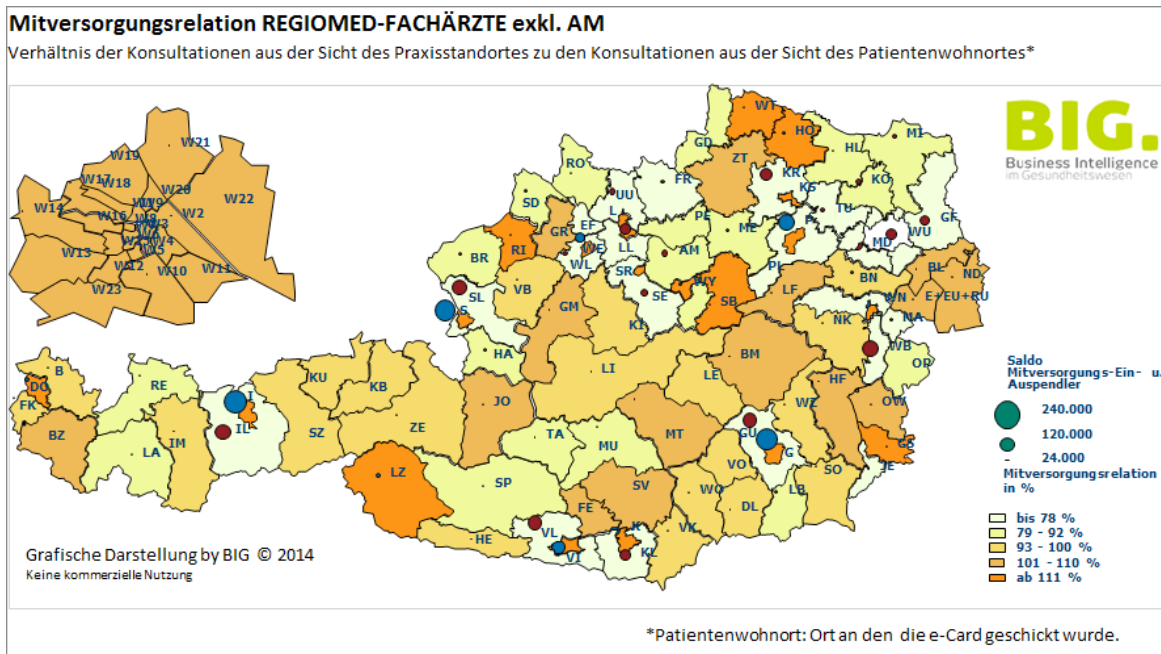 Mitversorgungsrelation REGIOMED-FACHÄRZTE exkl. AM
Verhältnis der Konsultationen aus der Sicht des Praxisstandortes zu den Konsultationen aus der Sicht des Patientenwohnortes*
BIG.
Business Intelligence
im Gesundheitswesen
W21
W19
W17
W18
W20
W22
W14
W16
W9
W2
W3
W13
W4
W5
W12
W10
W11
W23
WT
HO
MI
GD
HL
ZT
RO
FR
KR
KO
KS
UU
SD
L
TU
GF
PE
ME
P
GR
EF
WU
MD
RI
WE
LL
AM
BR
WL
PL
BL
ND
SR
BN
SL
VB
WY
SB
LF
SE
E+EU+RU
S
GM
WN
NK
NA
KI
HA
WB
B
RE
KU
BM
OP
LI
LE
KB
DO
HF
FK
I
JO
WZ
OW
BZ
IL
IM
SZ
ZE
TA
MU
MT
GU
G
GS
LA
LZ
VO
SO
JE
SP
SV
WO
LB
FE
DL
HE
VL
K
VK
VI
KL
Saldo
Mitversorgungs-Ein- u.
Auspendler
240.000
120.000
24.000
Mitversorgungsrelation
in %
bis 78 %
79 - 92 %
93 - 100 %
101 - 110 %
ab 111 %
Grafische Darstellung by BIG © 2014
Keine kommerzielle Nutzung
*Patientenwohnort: Ort an den die e-Card geschickt wurde.